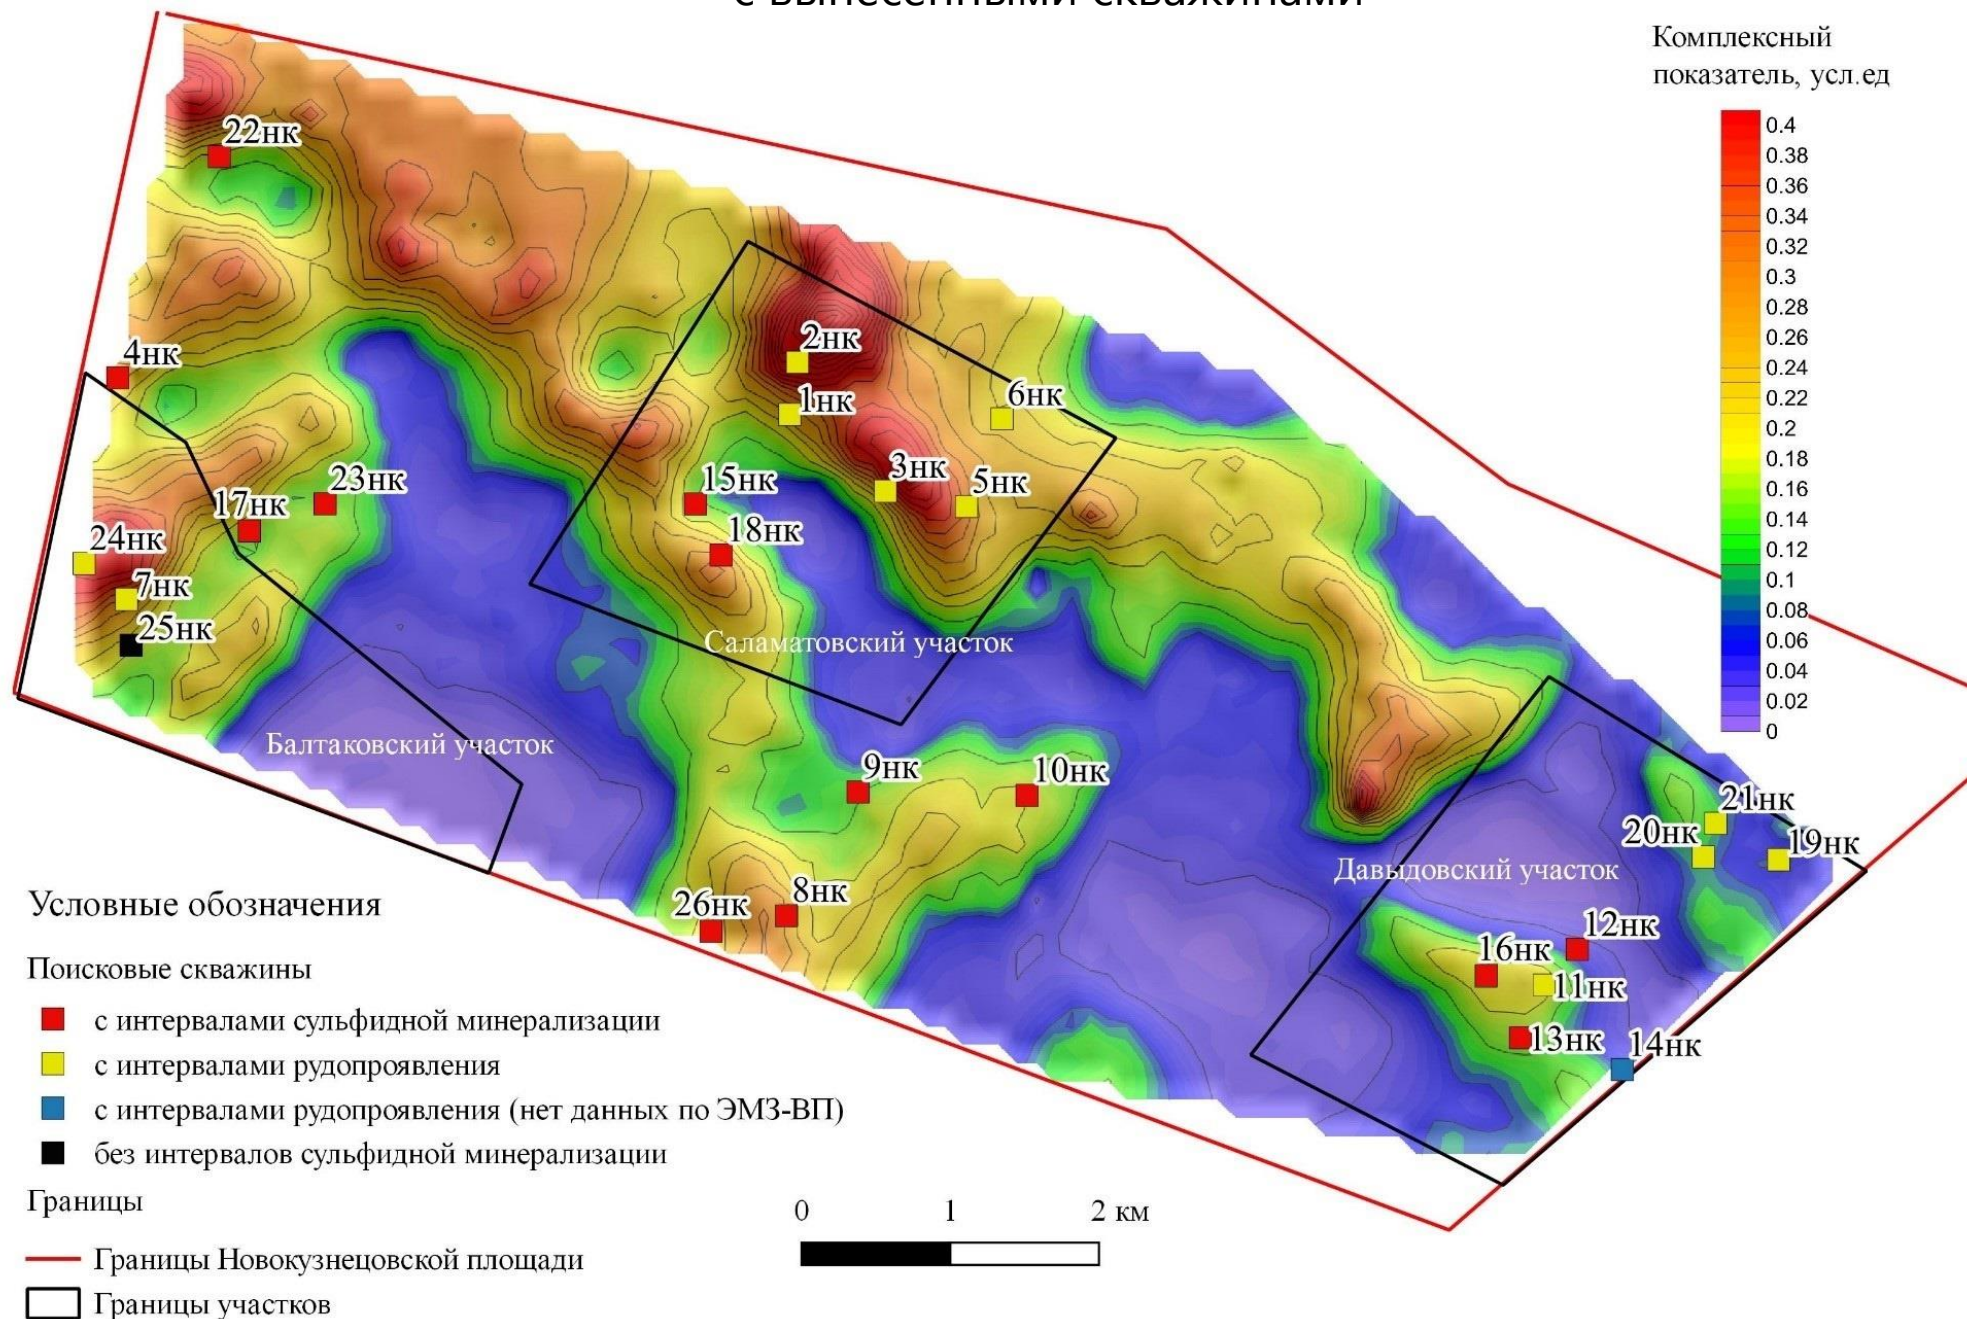 с вынесенными скважинами
Комплексный
показатель, усл.ед
0.4
0.38
0.36
0.34
0.32
0.3
0.28
0.26
0.24
0.22
0.2
0.18
0.16
0.14
0.12
0.1
0.08
0.06
0.04
0.02
0
22нк
4нк
2нк
1нк
6нк
3нк
5нк
15нк
18нк
23нк
17нк
24нк
7нк
25нк
Саламатовский участок
Балтаковский участок
9нк
10нк
21нк
20нк
19нк
Давыдовский участок
26нк
8нк
12нк
16нк
11нк
13нк
14нк
Условные обозначения
Поисковые скважины
с интервалами сульфидной минерализации
с интервалами рудопроявления
с интервалами рудопроявления (нет данных по ЭМЗ-ВП)
без интервалов сульфидной минерализации
Границы
Границы Новокузнецовской площади
Границы участков
0 1 2 км